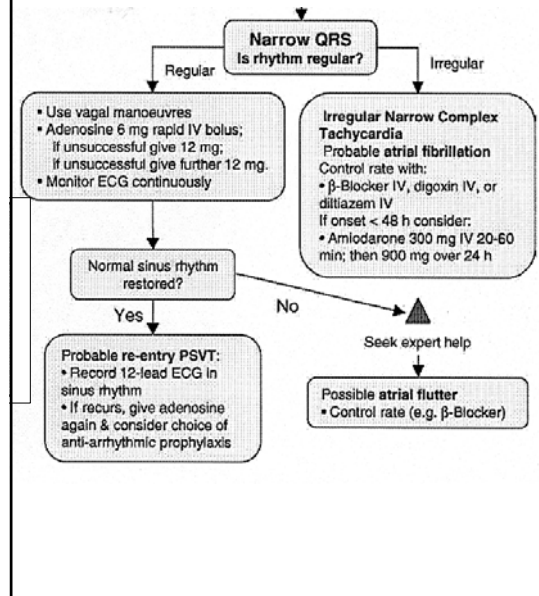 Narrow QRS
Is rhythm regular?
Regular
Irregular
• Use vagal manoeuvres
• Adenosine 6 mg rapid IV bolus;
If unsuccessful give 12 mg;
If unsuccessful give further 12 mg.
• Monitor ECG continuously
Irregular Narrow Complex
Tachycardia
Probable atrial fibrillation
Control rate with:
• β-Blocker IV, digoxin IV, or
diltiazem IV
If onset < 48 h consider:
• Amiodarone 300 mg IV 20-60
min; then 900 mg over 24 h
Normal sinus rhythm
restored?
Yes
No
Seek expert help
Probable re-entry PSVT:
• Record 12-lead ECG in
sinus rhythm
• If recurs, give adenosine
again & consider choice of
anti-arrhythmic prophylaxis
Possible atrial flutter
• Control rate (e.g. β-Blocker)